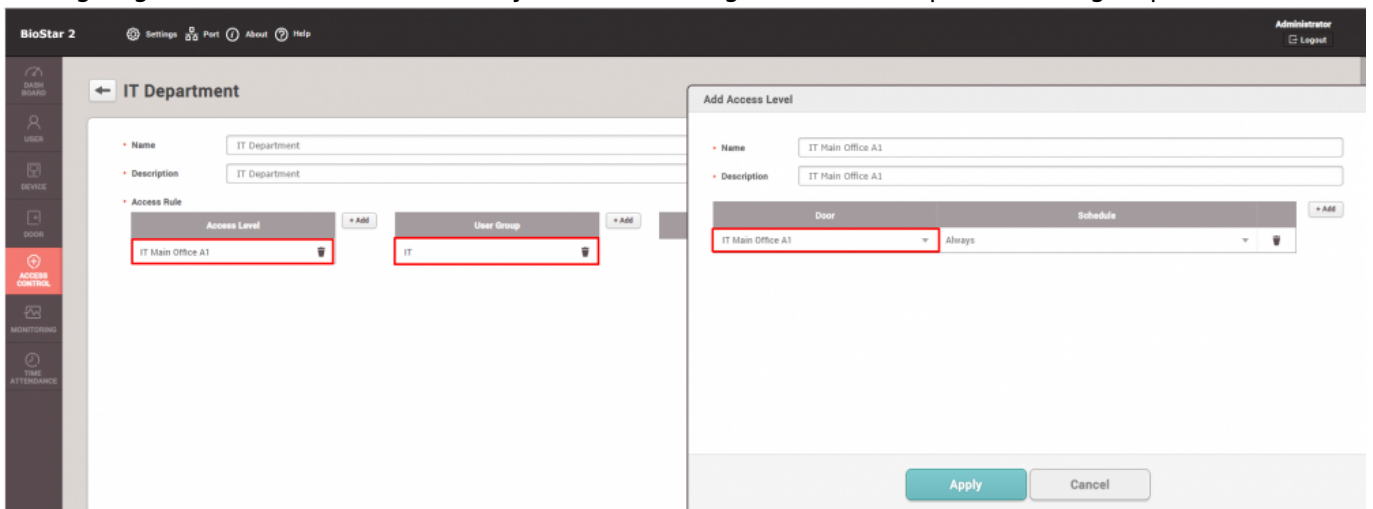 BioStar 2
Settings Port About Help
Administrator
Logout
DASH BOARD
USER
DEVICE
DOOR
ACCESS CONTROL
MONITORING
TIME ATTENDANCE
IT Department
Name IT Department
Description IT Department
Access Rule
Access Level + Add User Group + Add
IT Main Office A1 IT
Add Access Level
Name IT Main Office A1
Description IT Main Office A1
Door Schedule + Add
IT Main Office A1 Always
Apply Cancel